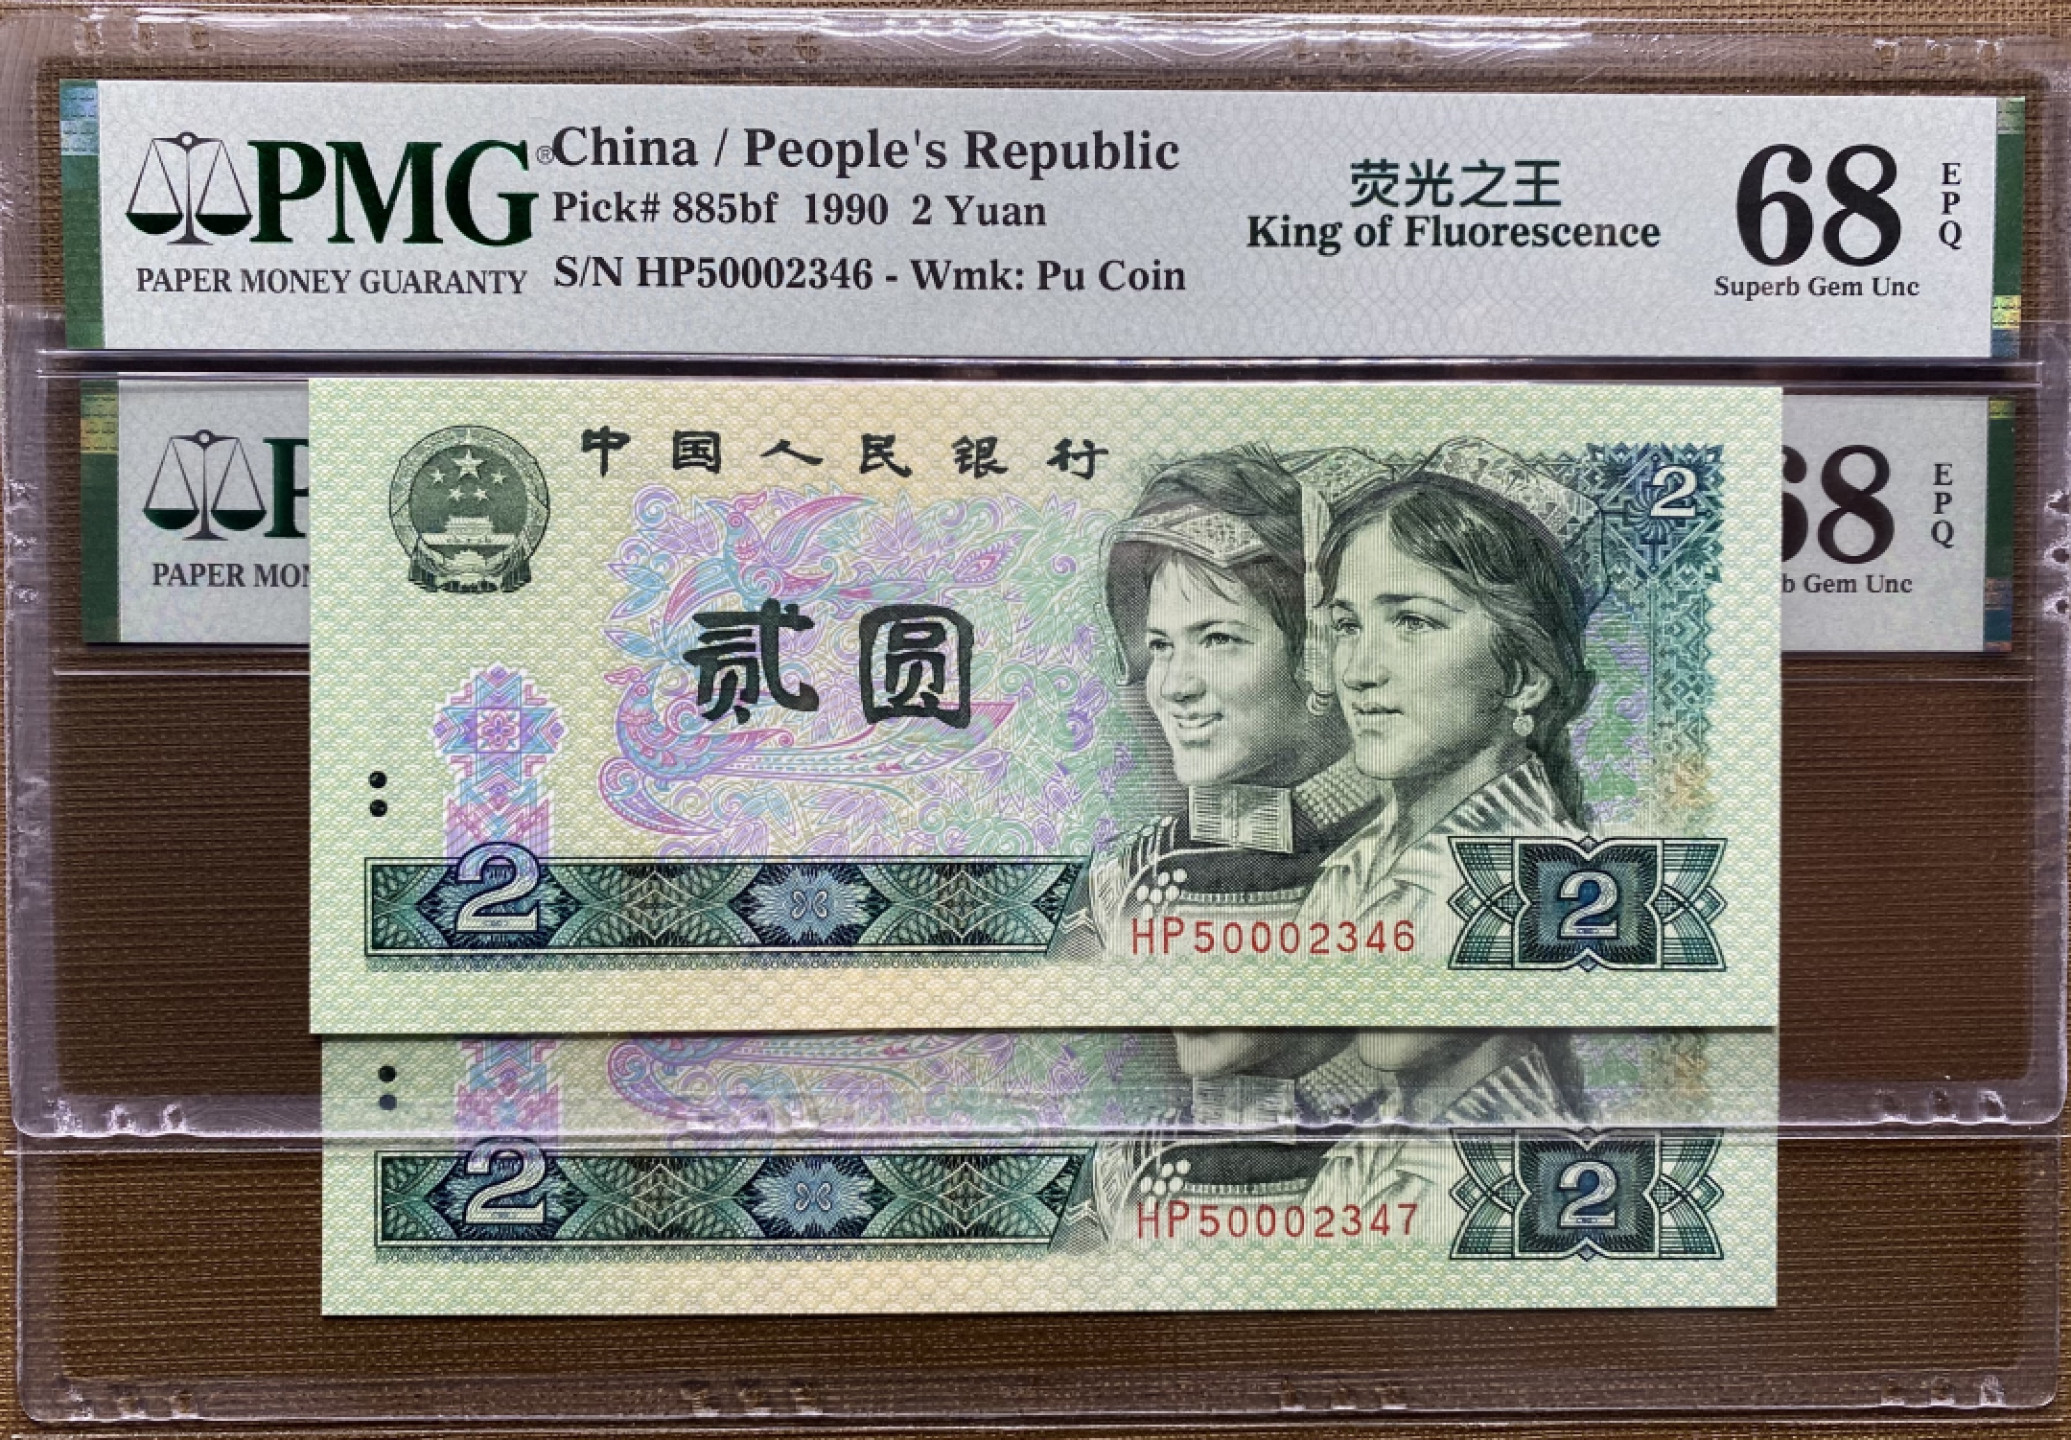 PMG®
PAPER MONEY GUARANTY
China / People's Republic
Pick# 885bf 1990 2 Yuan
S/N HP50002346 - Wmk: Pu Coin
荧光之王
King of Fluorescence
68
EPQ
Superb Gem Unc
P
PAPER MON
68
EPQ
b Gem Unc
中国人民银行
2
贰圆
2
HP50002346
2
2
HP50002347
2